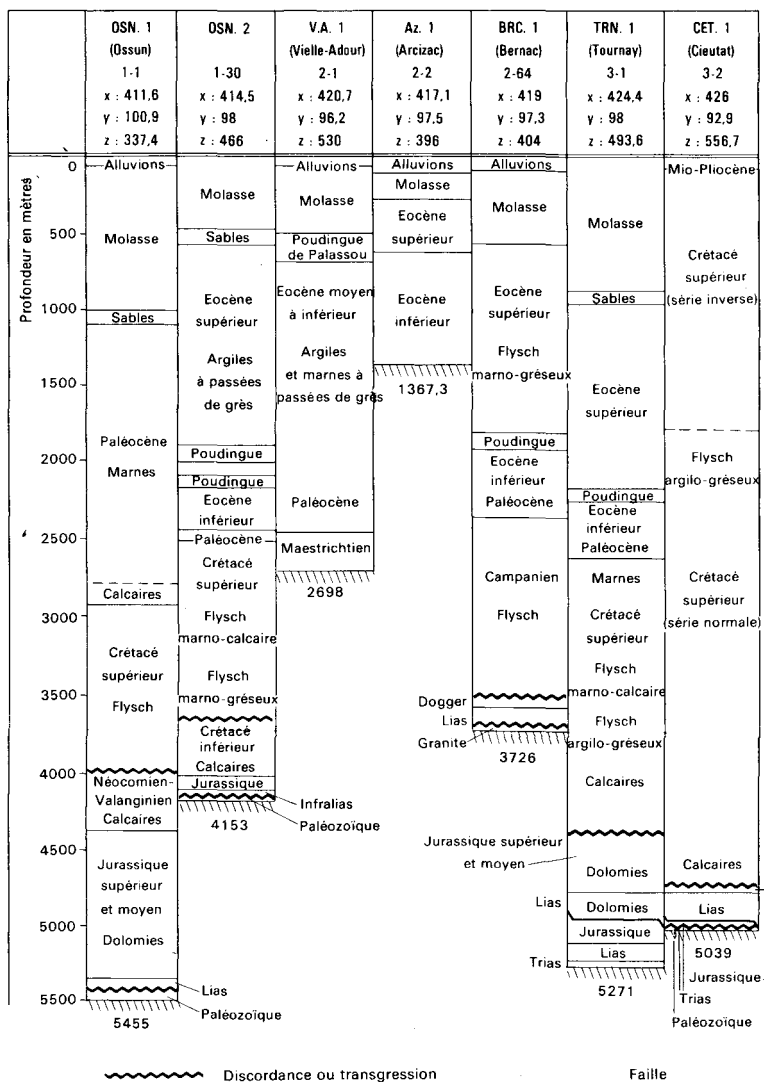 OSN. 1
(Ossun)
1-1
x : 411,6
y : 100,9
z : 337,4
OSN. 2
1-30
x : 414,5
y : 98
z : 466
V.A. 1
(Vielle-Adour)
2-1
x : 420,7
y : 96,2
z : 530
Az. 1
(Arcizac)
2-2
x : 417,1
y : 97,5
z : 396
BRC. 1
(Bernac)
2-64
x : 419
y : 97,3
z : 404
TRN. 1
(Tournay)
3-1
x : 424,4
y : 98
z : 493,6
CET. 1
(Cieutat)
3-2
x : 426
y : 92,9
z : 556,7
Profondeur en mètres
0
500
1000
1500
2000
2500
3000
3500
4000
4500
5000
5500
Alluvions
Molasse
Sables
Paléocène
Marnes
Calcaires
Crétacé
supérieur
Flysch
Néocomien-
Valanginien
Calcaires
Jurassique
supérieur
et moyen
Dolomies
Lias
Paléozoïque
5455
Molasse
Sables
Eocène
supérieur
Argiles
à passées
de grès
Poudingue
Poudingue
Eocène
inférieur
Paléocène
Crétacé
supérieur
Flysch
marno-calcaire
Flysch
marno-gréseux
Crétacé
inférieur
Calcaires
Jurassique
Infralias
Paléozoïque
4153
Alluvions
Molasse
Poudingue
de Palassou
Eocène moyen
à inférieur
Argiles
et marnes à
passées de grés
Paléocène
Maestrichtien
2698
Alluvions
Molasse
Eocène
supérieur
Eocène
inférieur
1367,3
Alluvions
Molasse
Eocène
supérieur
Flysch
marno-gréseux
Poudingue
Eocène
inférieur
Paléocène
Campanien
Flysch
Dogger
Lias
Granite
3726
Molasse
Sables
Eocène
supérieur
Poudingue
Eocène
inférieur
Paléocène
Marnes
Crétacé
supérieur
Flysch
marno-calcaire
Flysch
argilo-gréseux
Calcaires
Jurassique supérieur
et moyen
Dolomies
Lias
Dolomies
Jurassique
Lias
Trias
5271
Mio-Pliocène
Crétacé
supérieur
(série inverse)
Flysch
argilo-gréseux
Crétacé
supérieur
(série normale)
Calcaires
Lias
5039
Jurassique
Trias
Paléozoïque
Discordance ou transgression
Faille